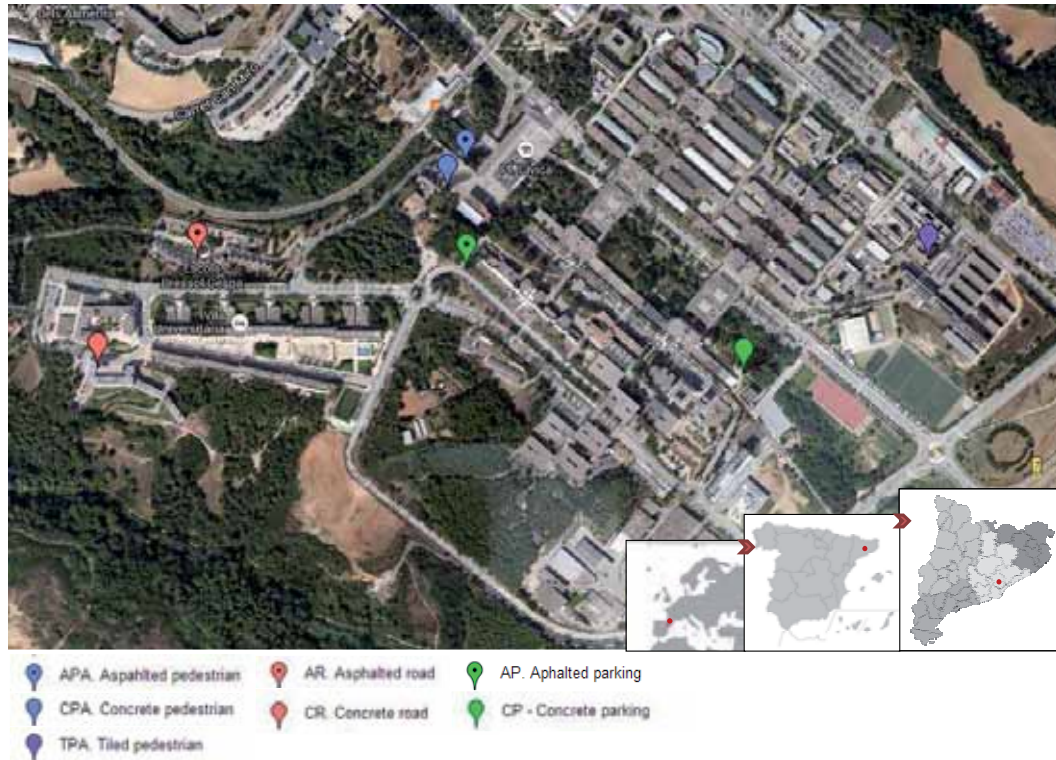 Universitaria
APA. Aspahlted pedestrian
AR. Asphalted road
AP. Aphalted parking
CPA. Concrete pedestrian
CR. Concrete road
CP - Concrete parking
TPA. Tiled pedestrian